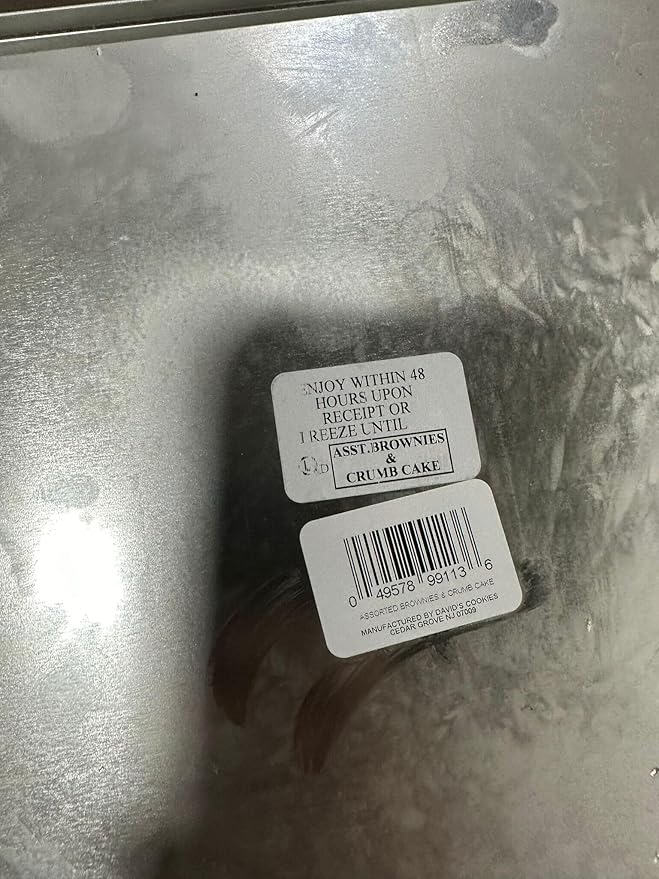 ENJOY WITHIN 48
HOURS UPON
RECEIPT OR
FREEZE UNTIL
ASST.BROWNIES
&
CRUMB CAKE
D
0 49578 99113 6
ASSORTED BROWNIES & CRUMB CAKE
MANUFACTURED BY DAVID'S COOKIES
CEDAR GROVE NJ 07009